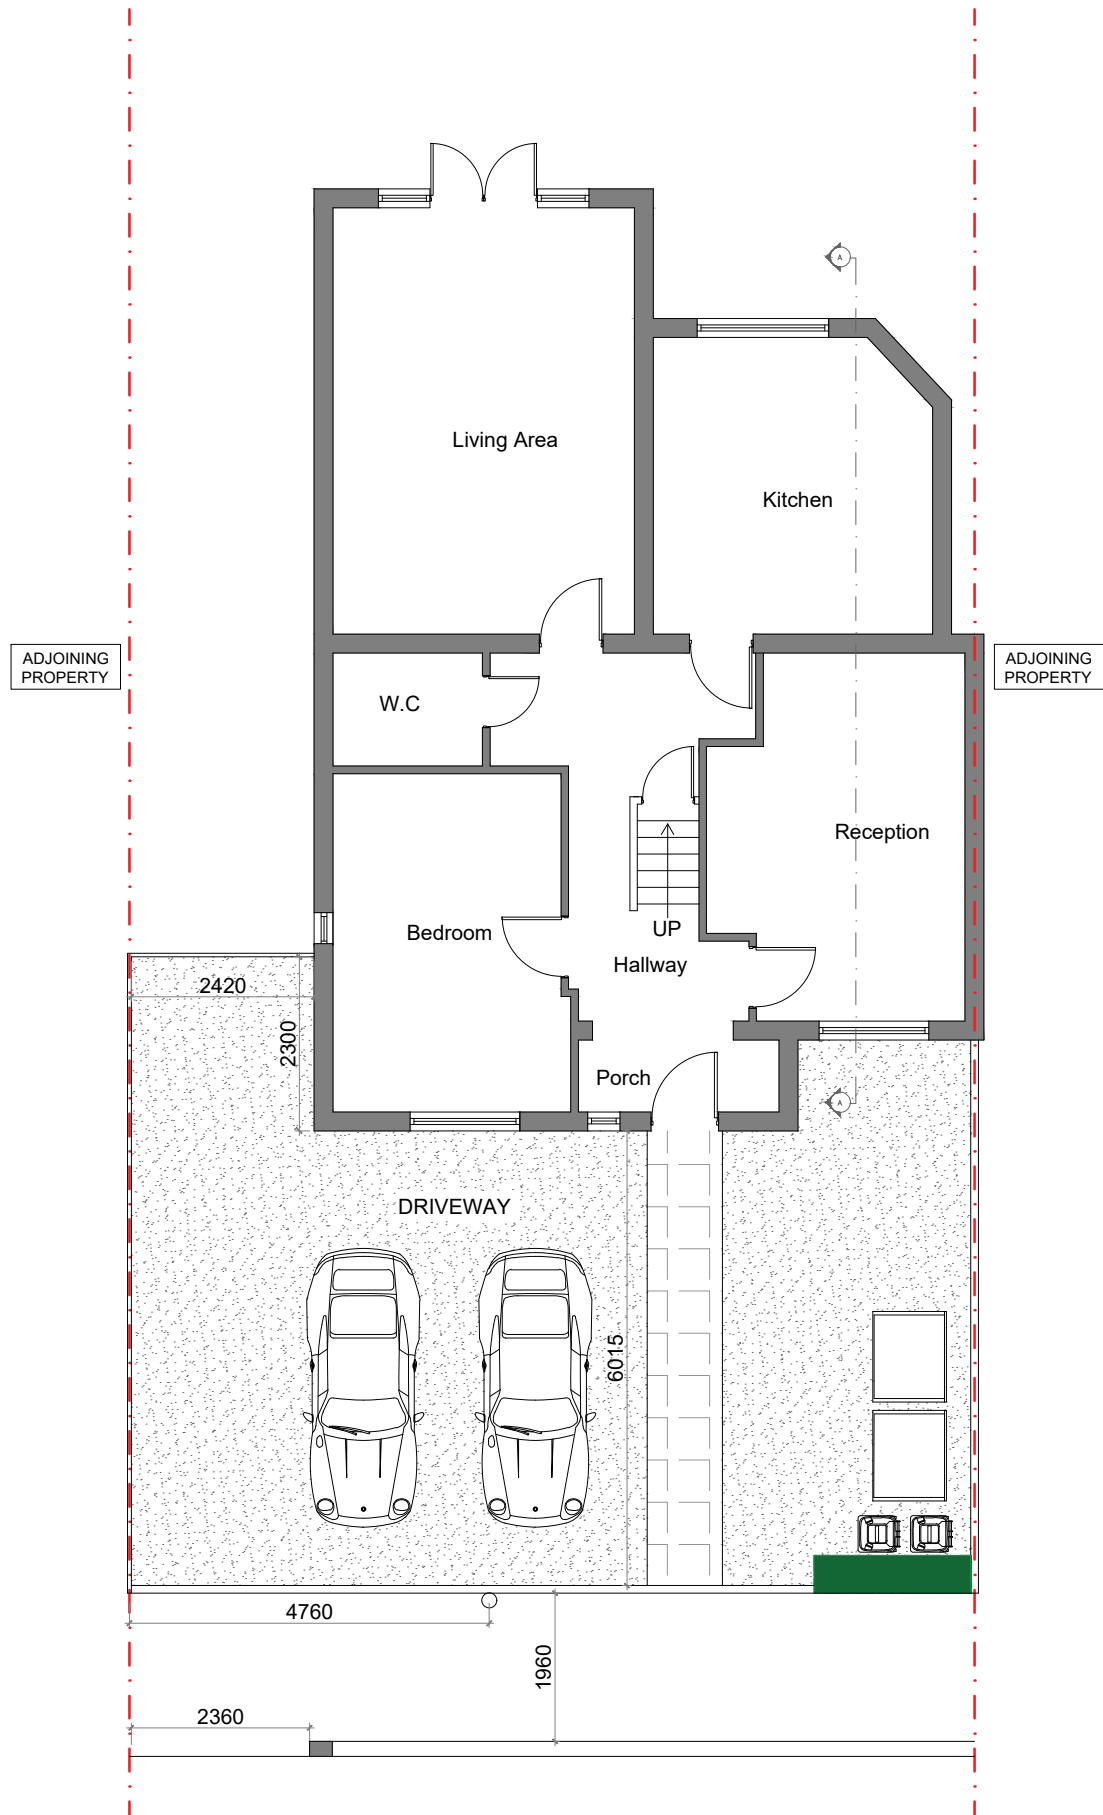 A
Living Area
Kitchen
ADJOINING
PROPERTY
ADJOINING
PROPERTY
W.C
Reception
UP
Bedroom
Hallway
2420
2300
Porch
A
DRIVEWAY
6015
4760
1960
2360